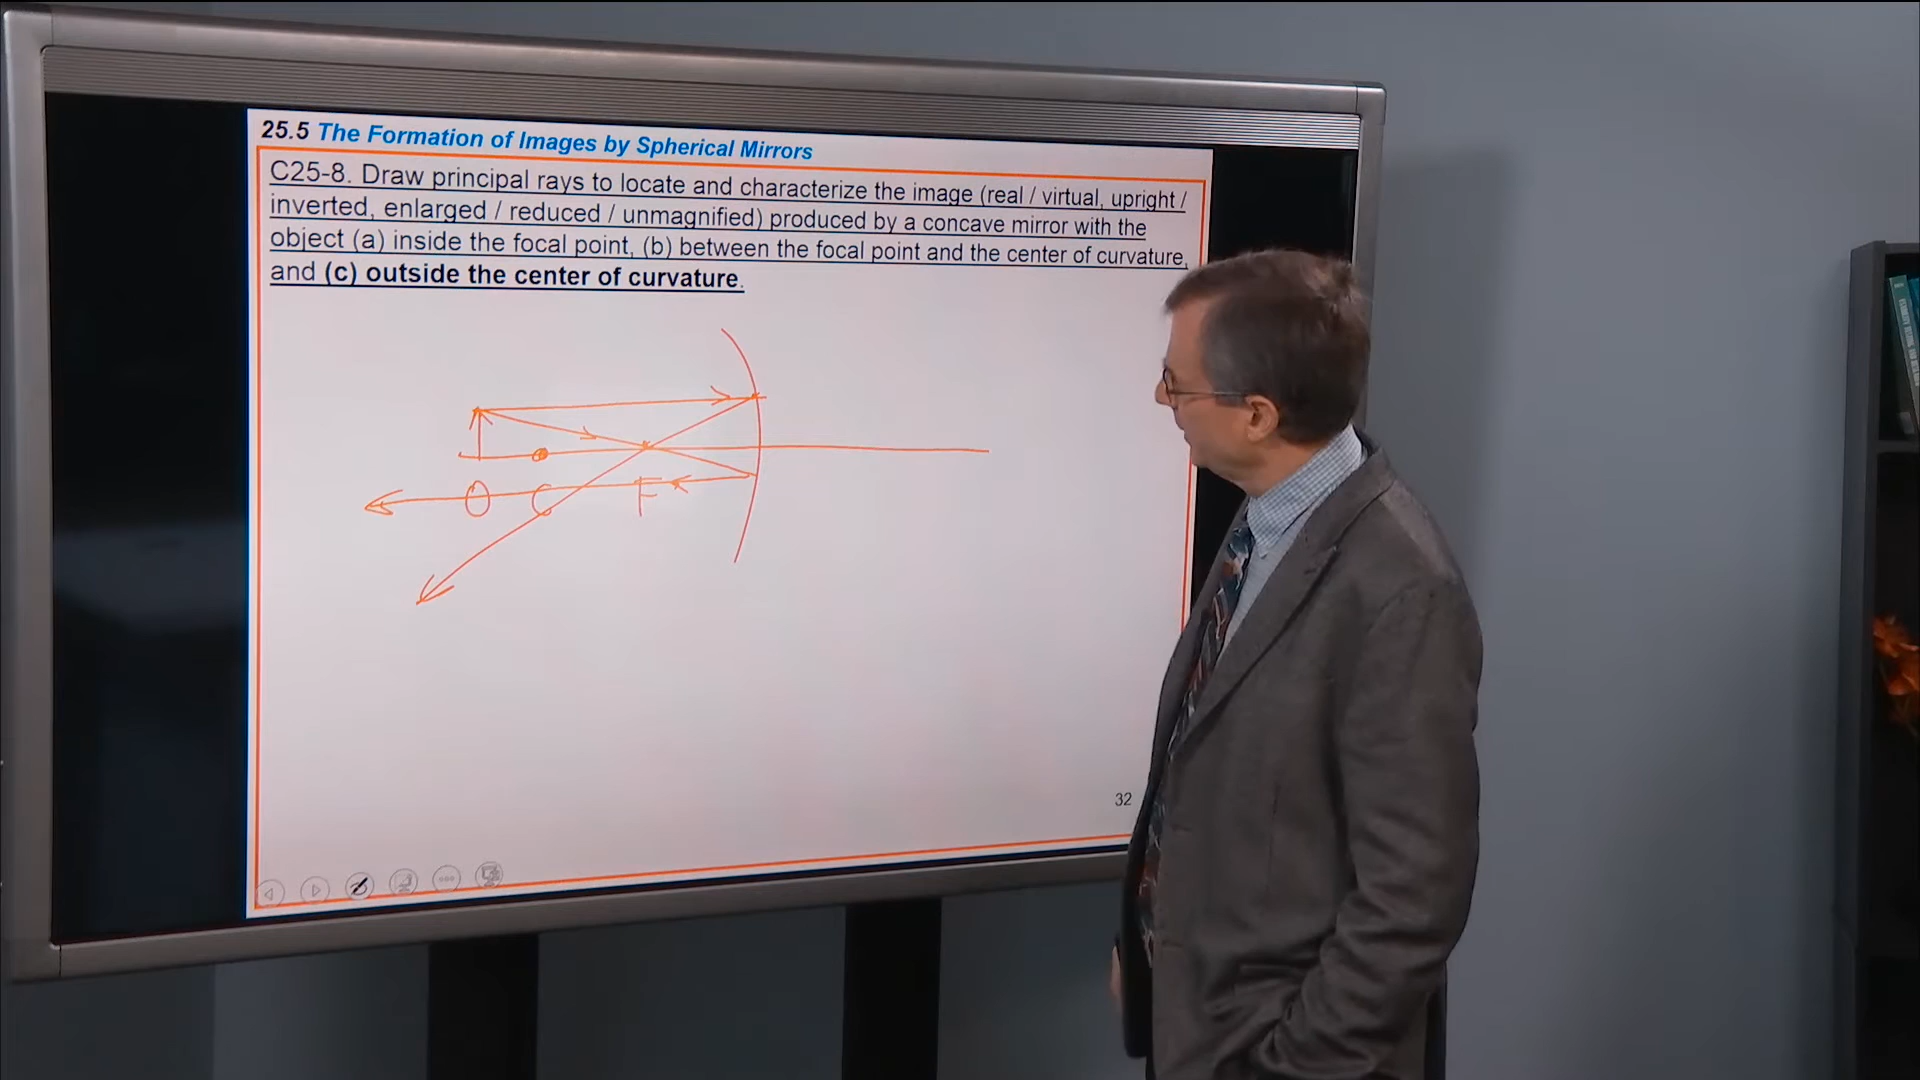 25.5 The Formation of Images by Spherical Mirrors
C25-8. Draw principal rays to locate and characterize the image (real / virtual, upright /
inverted, enlarged / reduced / unmagnified) produced by a concave mirror with the
object (a) inside the focal point, (b) between the focal point and the center of curvature,
and (c) outside the center of curvature.
O C F
32